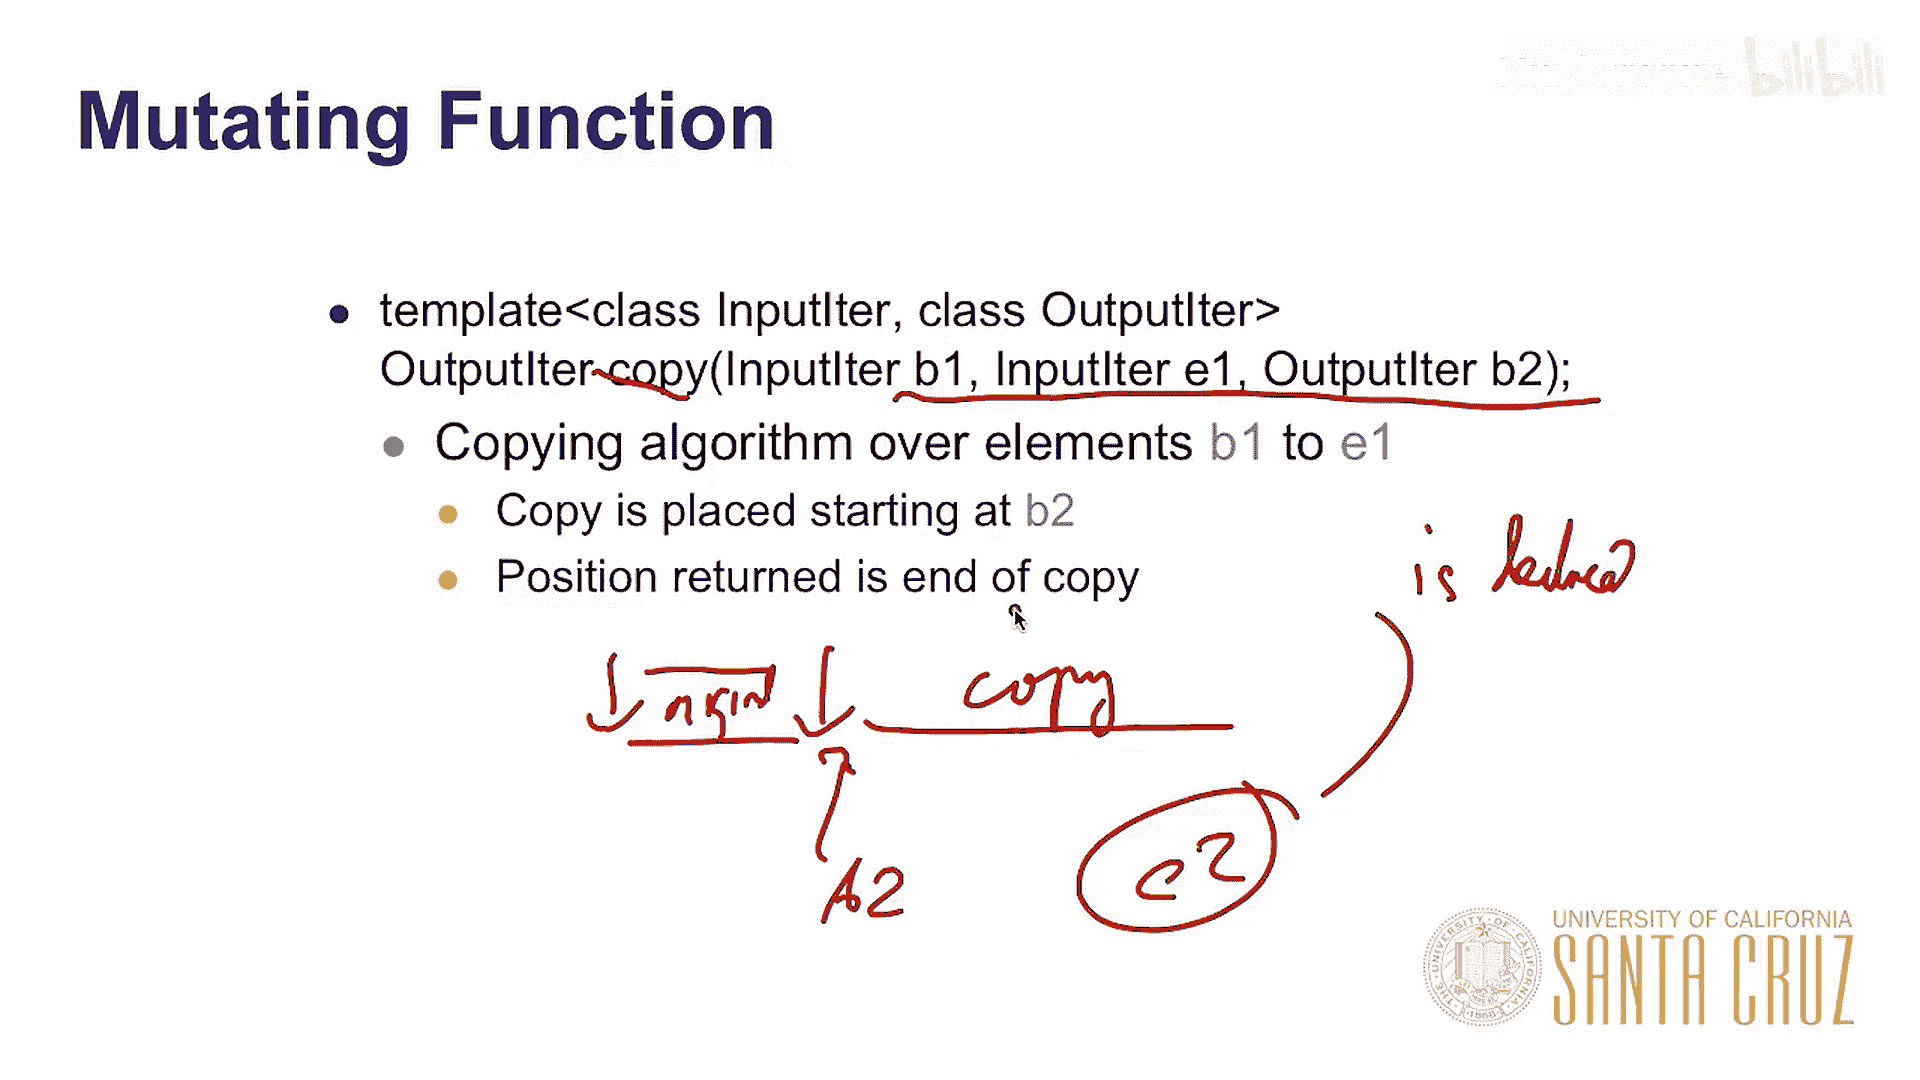 bilibili
Mutating Function
template<class InputIter, class OutputIter>
OutputIter copy(InputIter b1, InputIter e1, OutputIter b2);
Copying algorithm over elements b1 to e1
Copy is placed starting at b2
Position returned is end of copy
is
copy
b2
e2
UNIVERSITY OF CALIFORNIA
SANTA CRUZ